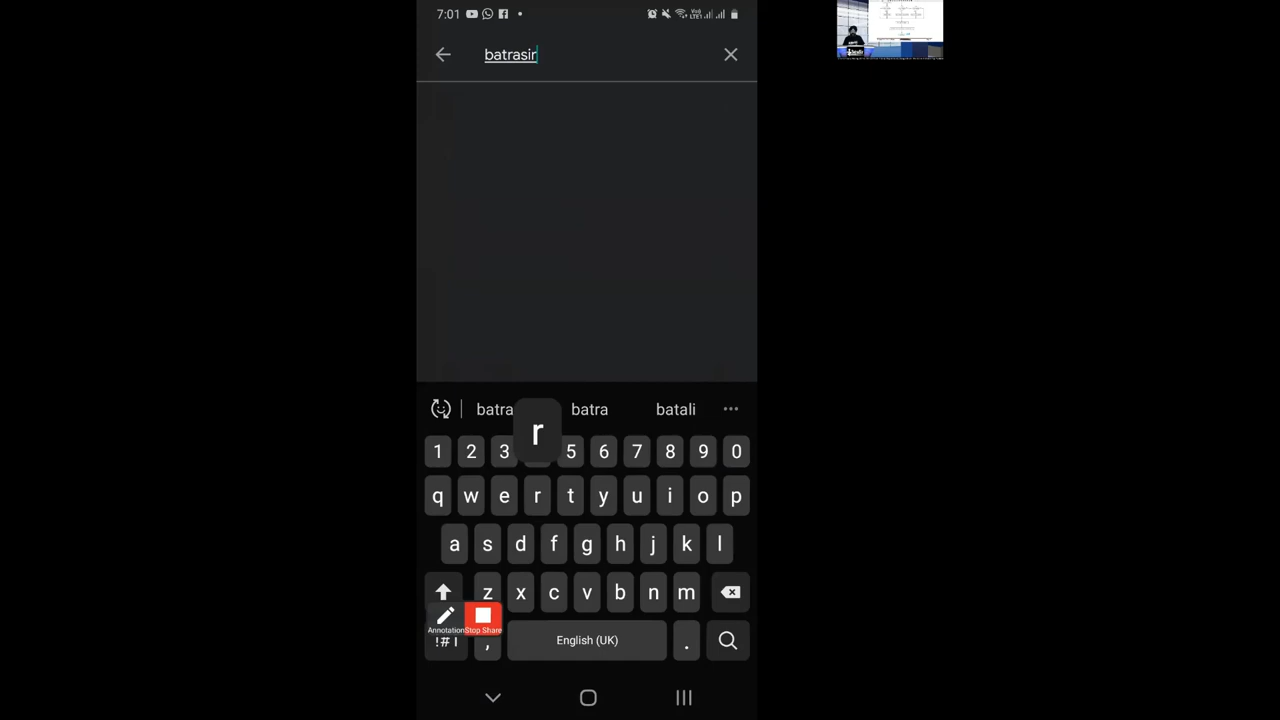 7:01
batrasir
batra batra batali
r
1 2 3 5 6 7 8 9 0
q w e r t y u i o p
a s d f g h j k l
z x c v b n m
Annotation Stop Share
!#1 , English (UK) .